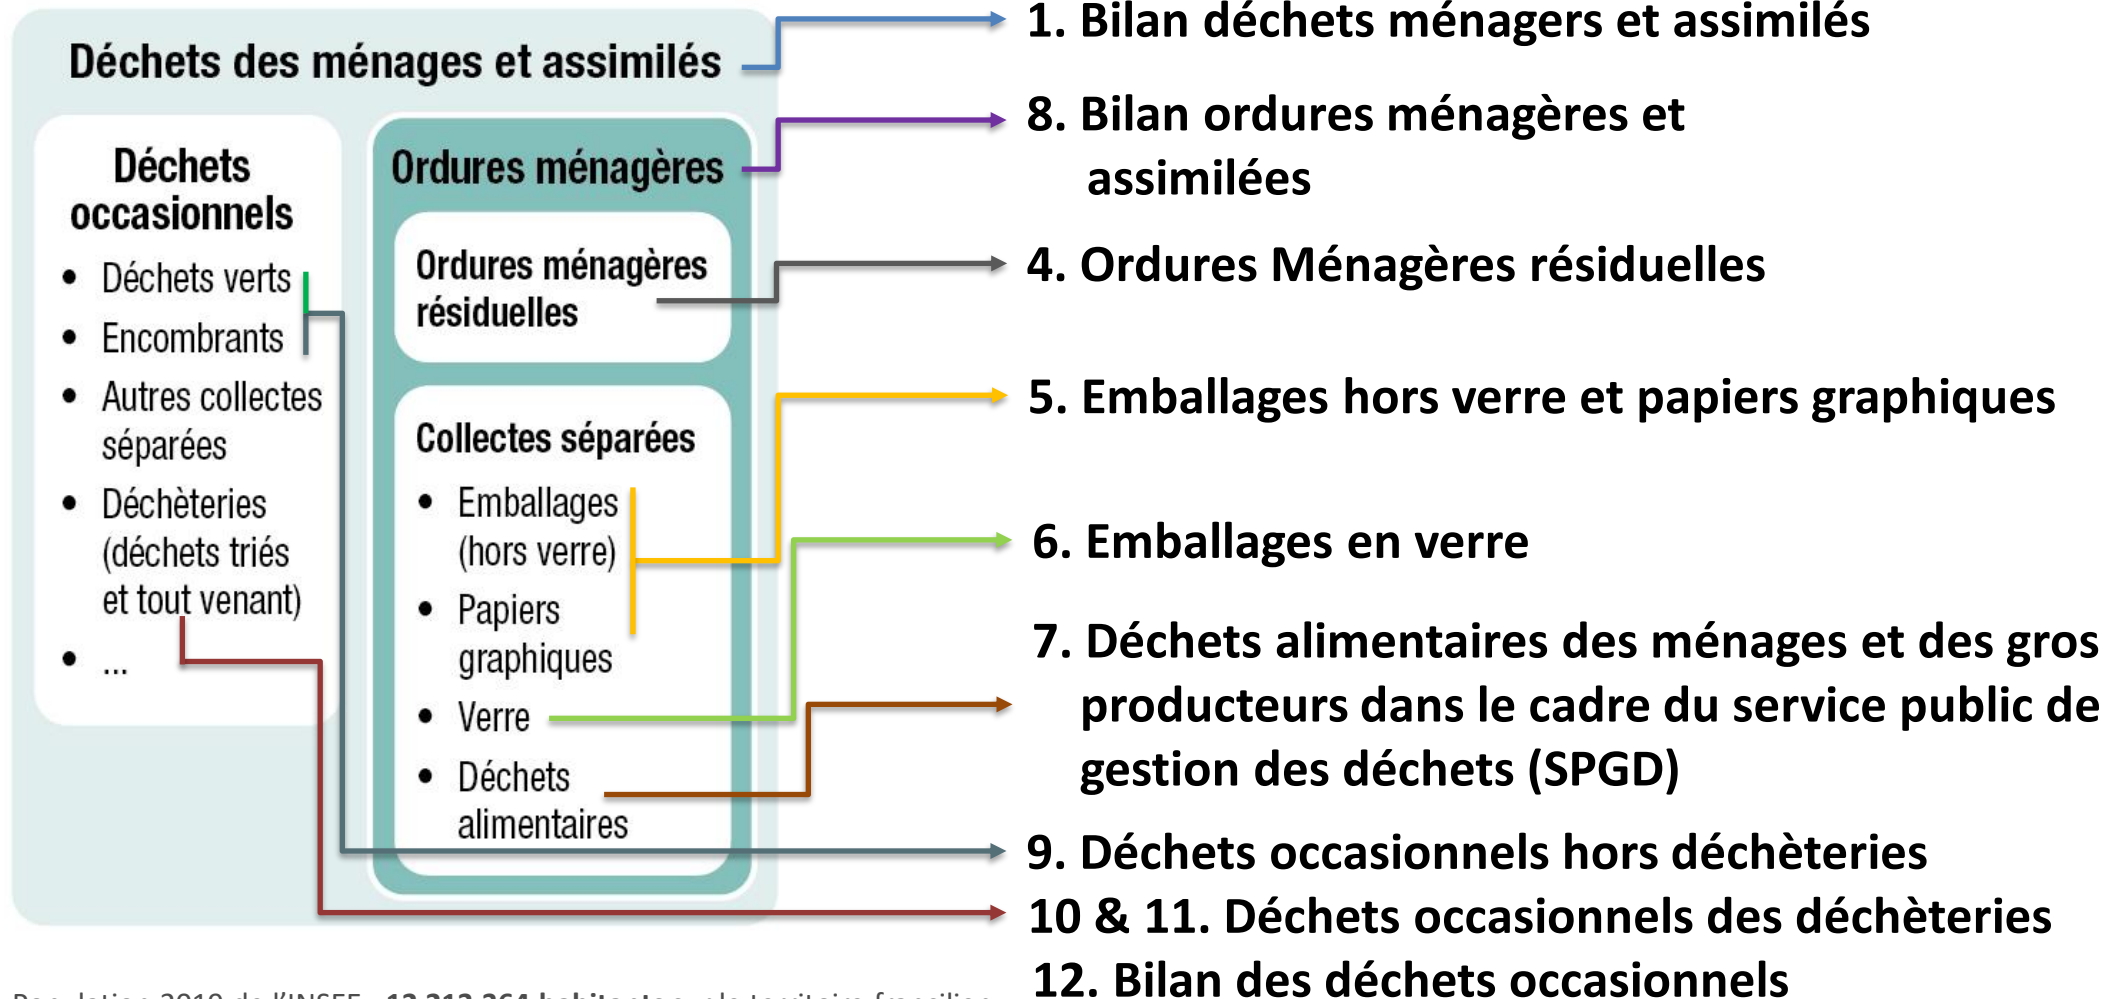 Déchets des ménages et assimilés
Déchets
occasionnels
• Déchets verts
• Encombrants
• Autres collectes
séparées
• Déchèteries
(déchets triés
et tout venant)
• ...
Ordures ménagères
Ordures ménagères
résiduelles
Collectes séparées
• Emballages
(hors verre)
• Papiers
graphiques
• Verre
• Déchets
alimentaires
1. Bilan déchets ménagers et assimilés
8. Bilan ordures ménagères et
assimilées
4. Ordures Ménagères résiduelles
5. Emballages hors verre et papiers graphiques
6. Emballages en verre
7. Déchets alimentaires des ménages et des gros
producteurs dans le cadre du service public de
gestion des déchets (SPGD)
9. Déchets occasionnels hors déchèteries
10 & 11. Déchets occasionnels des déchèteries
12. Bilan des déchets occasionnels